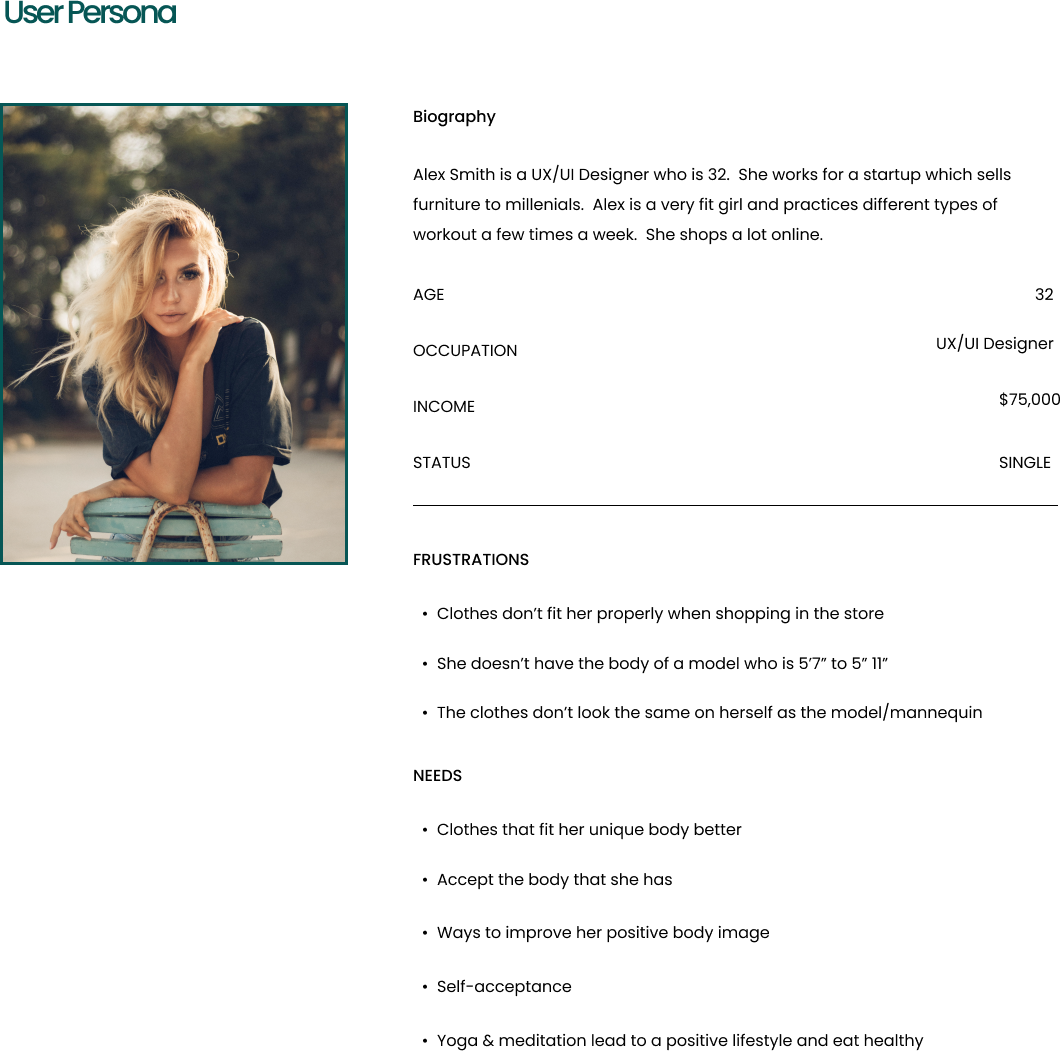 User Persona
Biography
Alex Smith is a UX/UI Designer who is 32.  She works for a startup which sells
furniture to millenials.  Alex is a very fit girl and practices different types of
workout a few times a week.  She shops a lot online.
AGE 32
OCCUPATION UX/UI Designer
INCOME $75,000
STATUS SINGLE
FRUSTRATIONS
• Clothes don’t fit her properly when shopping in the store
• She doesn’t have the body of a model who is 5’7” to 5” 11”
• The clothes don’t look the same on herself as the model/mannequin
NEEDS
• Clothes that fit her unique body better
• Accept the body that she has
• Ways to improve her positive body image
• Self-acceptance
• Yoga & meditation lead to a positive lifestyle and eat healthy